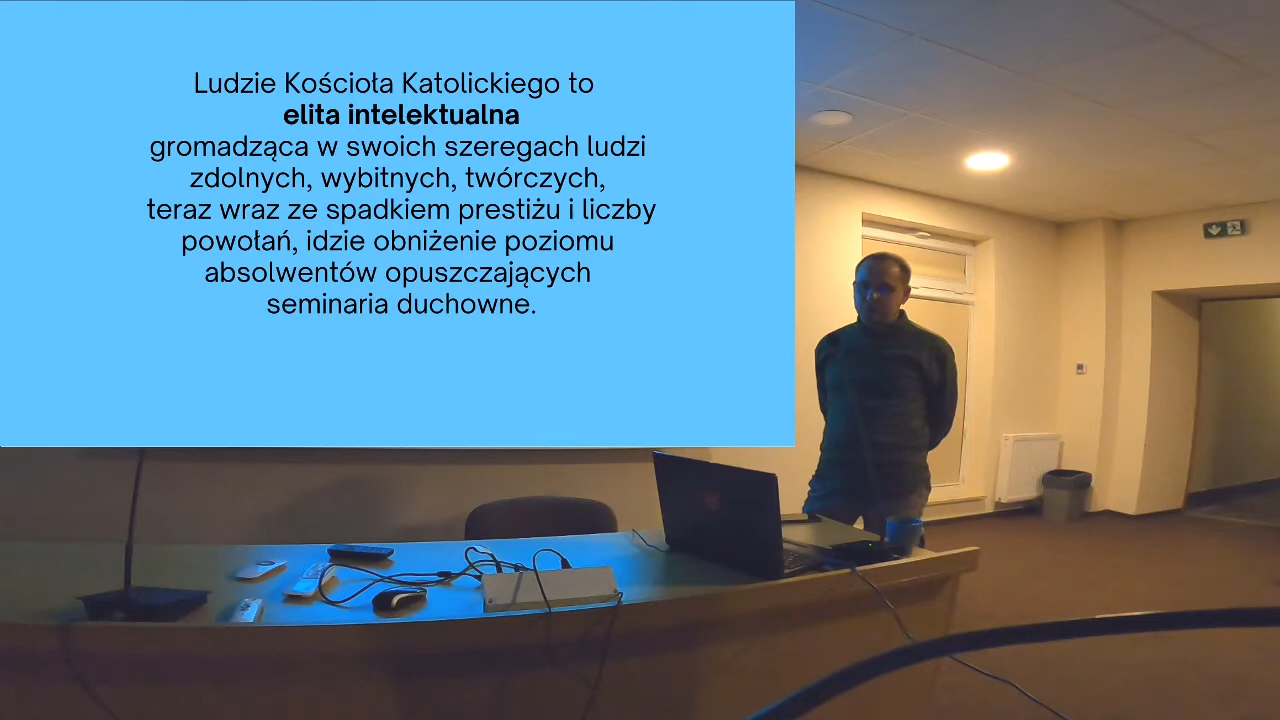 Ludzie Kościoła Katolickiego to
elita intelektualna
gromadząca w swoich szeregach ludzi
zdolnych, wybitnych, twórczych,
teraz wraz ze spadkiem prestiżu i liczby
powołań, idzie obniżenie poziomu
absolwentów opuszczających
seminaria duchowne.